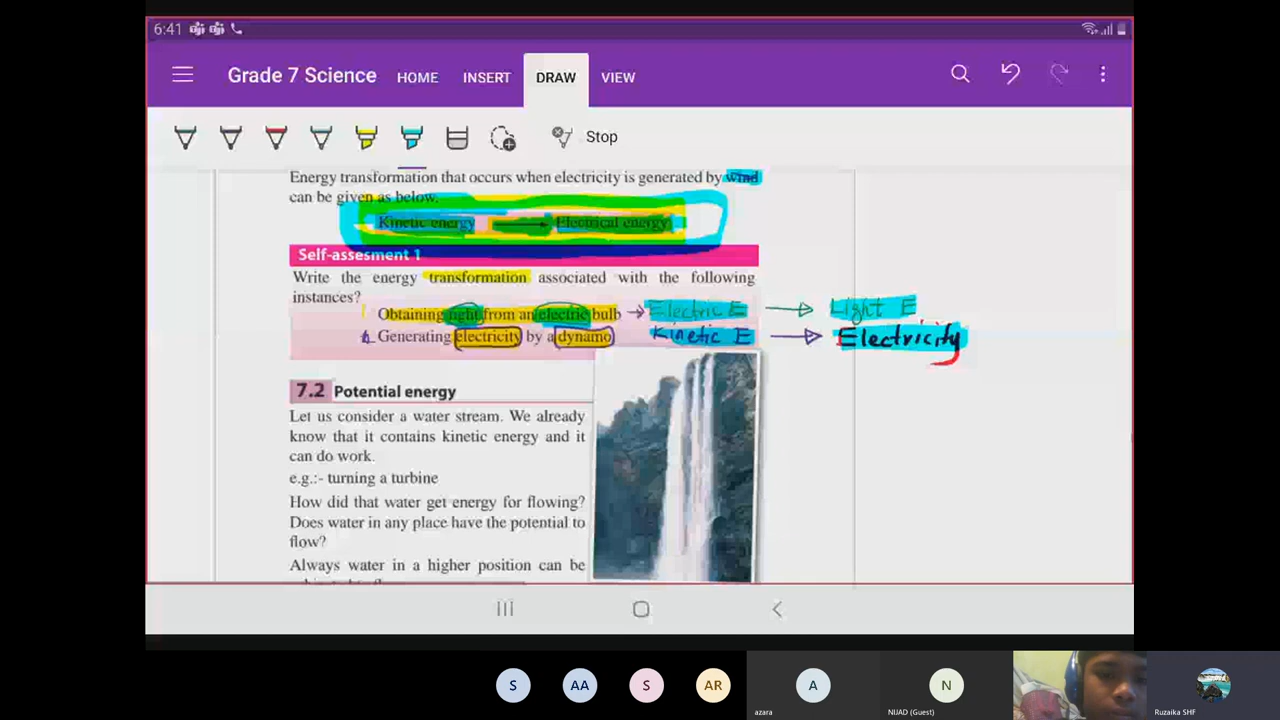 6:41
Grade 7 Science HOME INSERT DRAW VIEW
Stop
Energy transformation that occurs when electricity is generated by wind
can be given as below.
Kinetic energy → Electrical energy
Self-assesment 1
Write the energy transformation associated with the following
instances?
Obtaining light from an electric bulb → Electric E → Light E
Generating electricity by a dynamo Kinetic E → Electricity
7.2 Potential energy
Let us consider a water stream. We already
know that it contains kinetic energy and it
can do work.
e.g.:- turning a turbine
How did that water get energy for flowing?
Does water in any place have the potential to
flow?
Always water in a higher position can be
S AA S AR A N
azara NIJAD (Guest) Ruzaika SHF